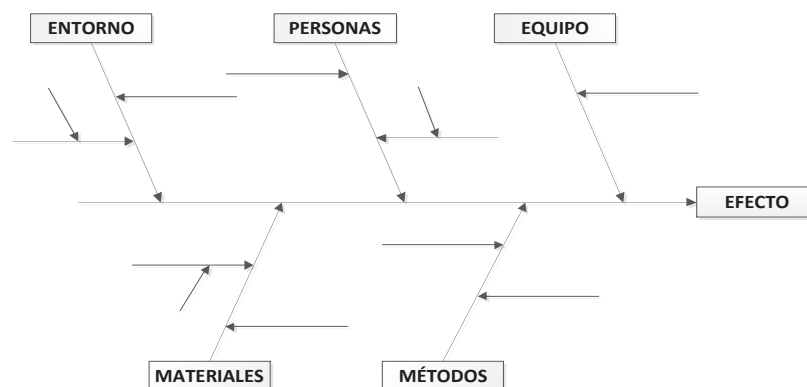 ENTORNO
PERSONAS
EQUIPO
EFECTO
MATERIALES
MÉTODOS